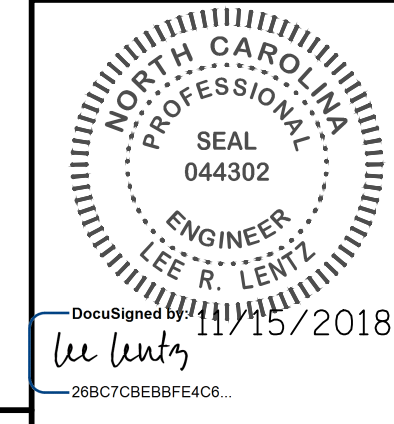 NORTH CAROLINA
PROFESSIONAL
SEAL
044302
ENGINEER
LEE R. LENTZ
DocuSigned by: 11/15/2018
Lee Lentz
26BC7CBEBBFE4C6...